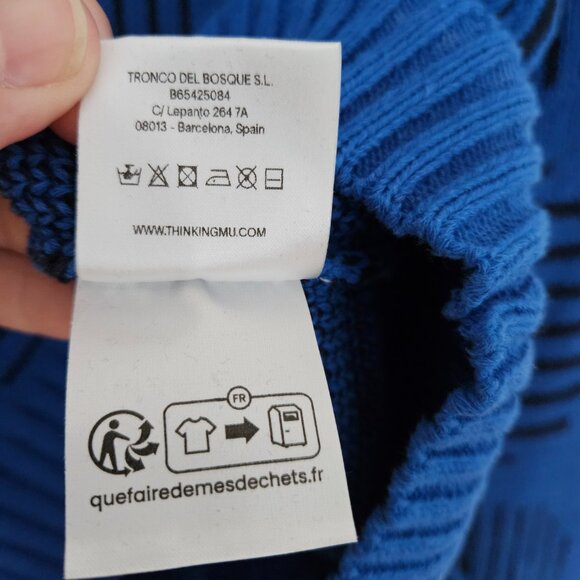 TRONCO DEL BOSQUE S.L.
B65425084
C/ Lepanto 264 7A
08013 - Barcelona, Spain
WWW.THINKINGMU.COM
FR
quefairedemesdechets.fr